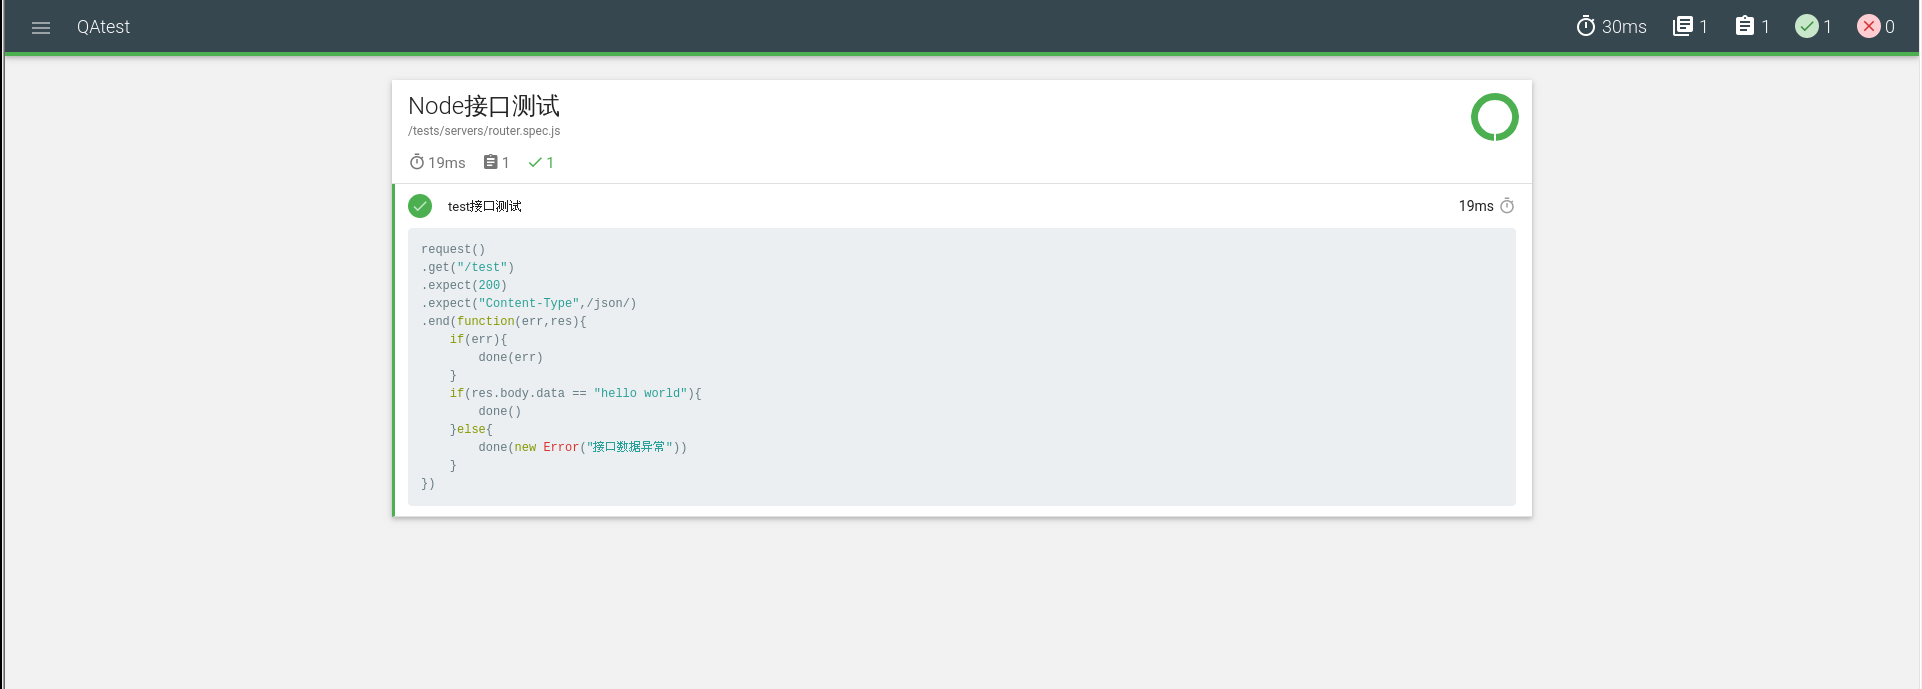 QAtest
30ms 1 1 1 0
Node接口测试
/tests/servers/router.spec.js
19ms 1 1
test接口测试 19ms
request()
.get("/test")
.expect(200)
.expect("Content-Type",/json/)
.end(function(err,res){
    if(err){
        done(err)
    }
    if(res.body.data == "hello world"){
        done()
    }else{
        done(new Error("接口数据异常"))
    }
})